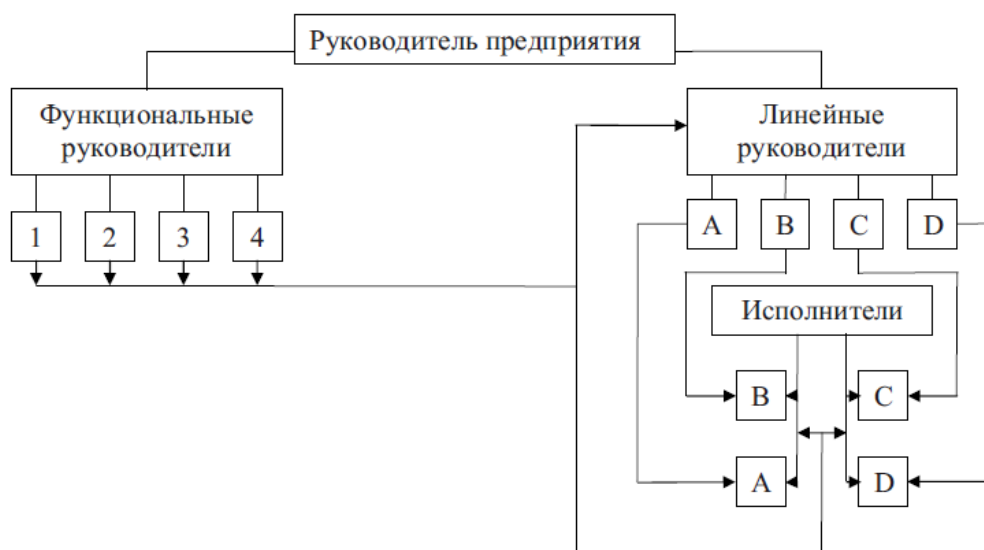 Руководитель предприятия
Функциональные
руководители
Линейные
руководители
1 2 3 4
A B C D
Исполнители
B C
A D